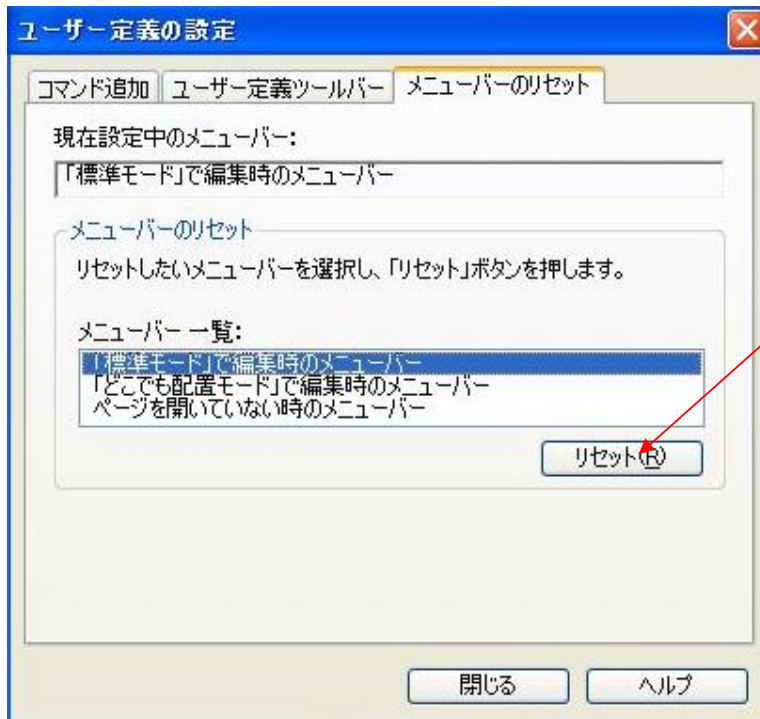 ユーザー定義の設定
コマンド追加 ユーザー定義ツールバー メニューバーのリセット
現在設定中のメニューバー:
「標準モード」で編集時のメニューバー
メニューバーのリセット
リセットしたいメニューバーを選択し、「リセット」ボタンを押します。
メニューバー 一覧:
「標準モード」で編集時のメニューバー
「どこでも配置モード」で編集時のメニューバー
ページを開いていない時のメニューバー
リセット(R)
閉じる ヘルプ